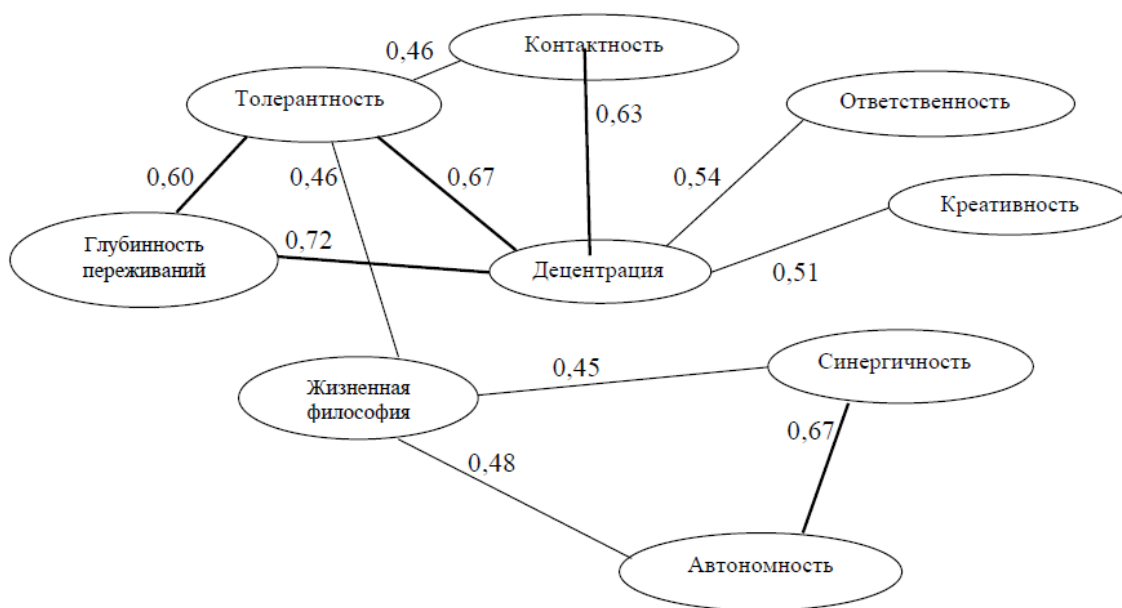 Контактность
0,46
Толерантность
Ответственность
0,63
0,60
0,46
0,67
0,54
Креативность
Глубинность
переживаний
0,72
Децентрация
0,51
Синергичность
0,45
Жизненная
философия
0,67
0,48
Автономность